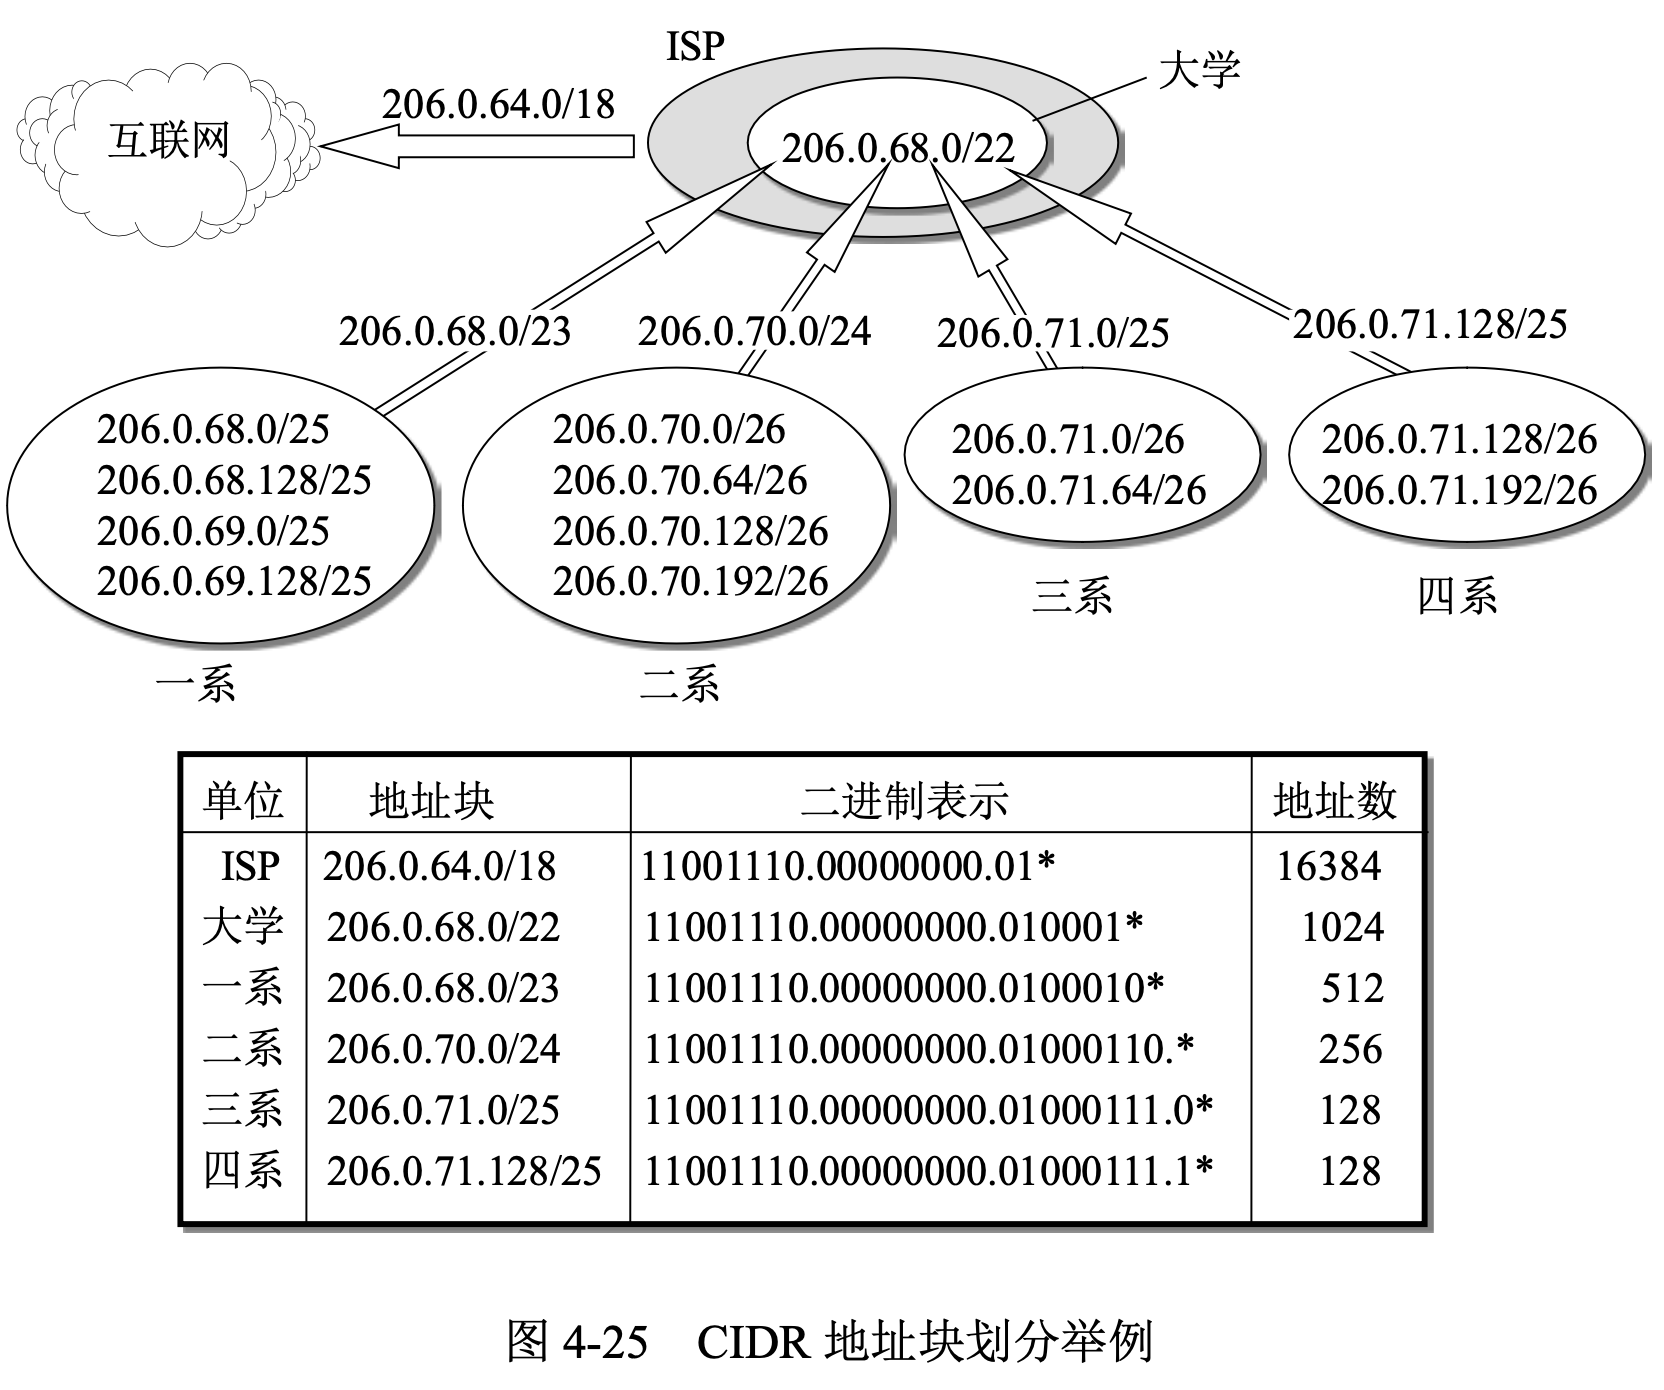 ISP
大学
206.0.64.0/18
互联网
206.0.68.0/22
206.0.68.0/23
206.0.70.0/24
206.0.71.0/25
206.0.71.128/25
206.0.68.0/25
206.0.68.128/25
206.0.69.0/25
206.0.69.128/25
一系
206.0.70.0/26
206.0.70.64/26
206.0.70.128/26
206.0.70.192/26
二系
206.0.71.0/26
206.0.71.64/26
三系
206.0.71.128/26
206.0.71.192/26
四系
单位 地址块 二进制表示 地址数
ISP 206.0.64.0/18 11001110.00000000.01* 16384
大学 206.0.68.0/22 11001110.00000000.010001* 1024
一系 206.0.68.0/23 11001110.00000000.0100010* 512
二系 206.0.70.0/24 11001110.00000000.01000110.* 256
三系 206.0.71.0/25 11001110.00000000.01000111.0* 128
四系 206.0.71.128/25 11001110.00000000.01000111.1* 128
图 4-25 CIDR 地址块划分举例